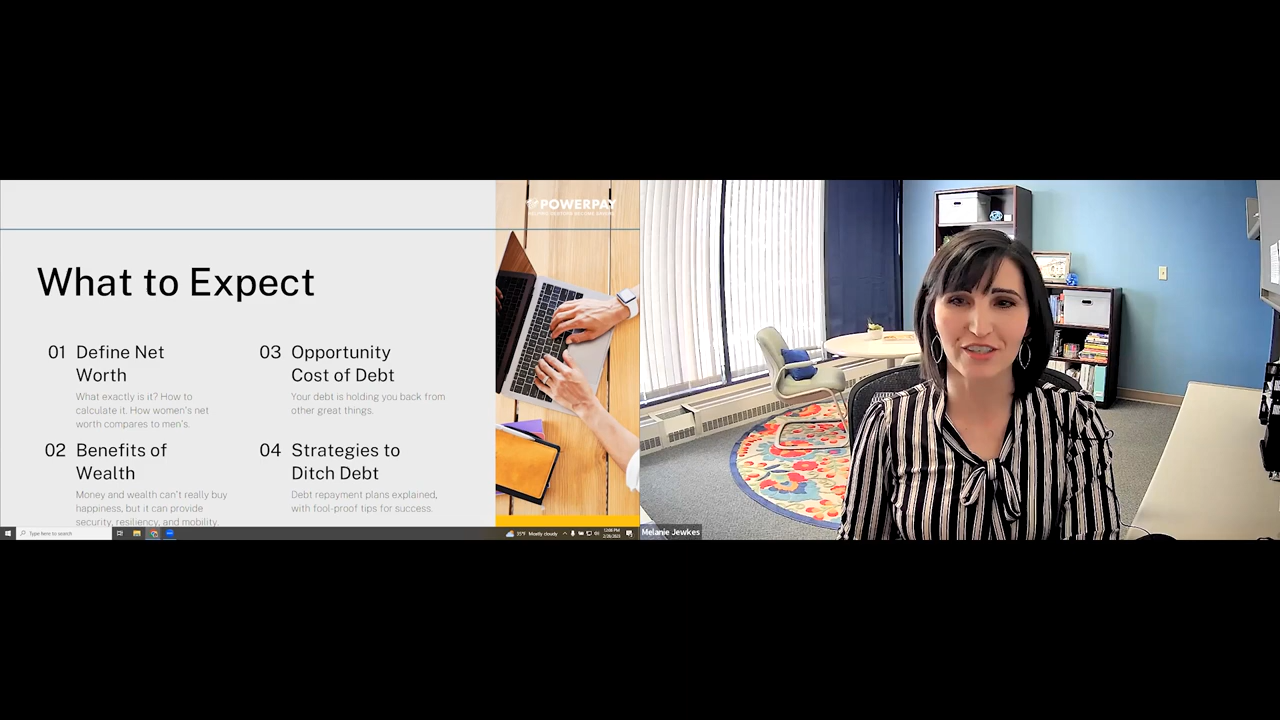 POWERPAY
What to Expect
01 Define Net
Worth
What exactly is it? How to
calculate it. How women's net
worth compares to men's.
02 Benefits of
Wealth
Money and wealth can't really buy
happiness, but it can provide
security, resiliency, and mobility.
03 Opportunity
Cost of Debt
Your debt is holding you back from
other great things.
04 Strategies to
Ditch Debt
Debt repayment plans explained,
with fool-proof tips for success.
Type here to search
35°F Mostly cloudy
Melanie Jewkes